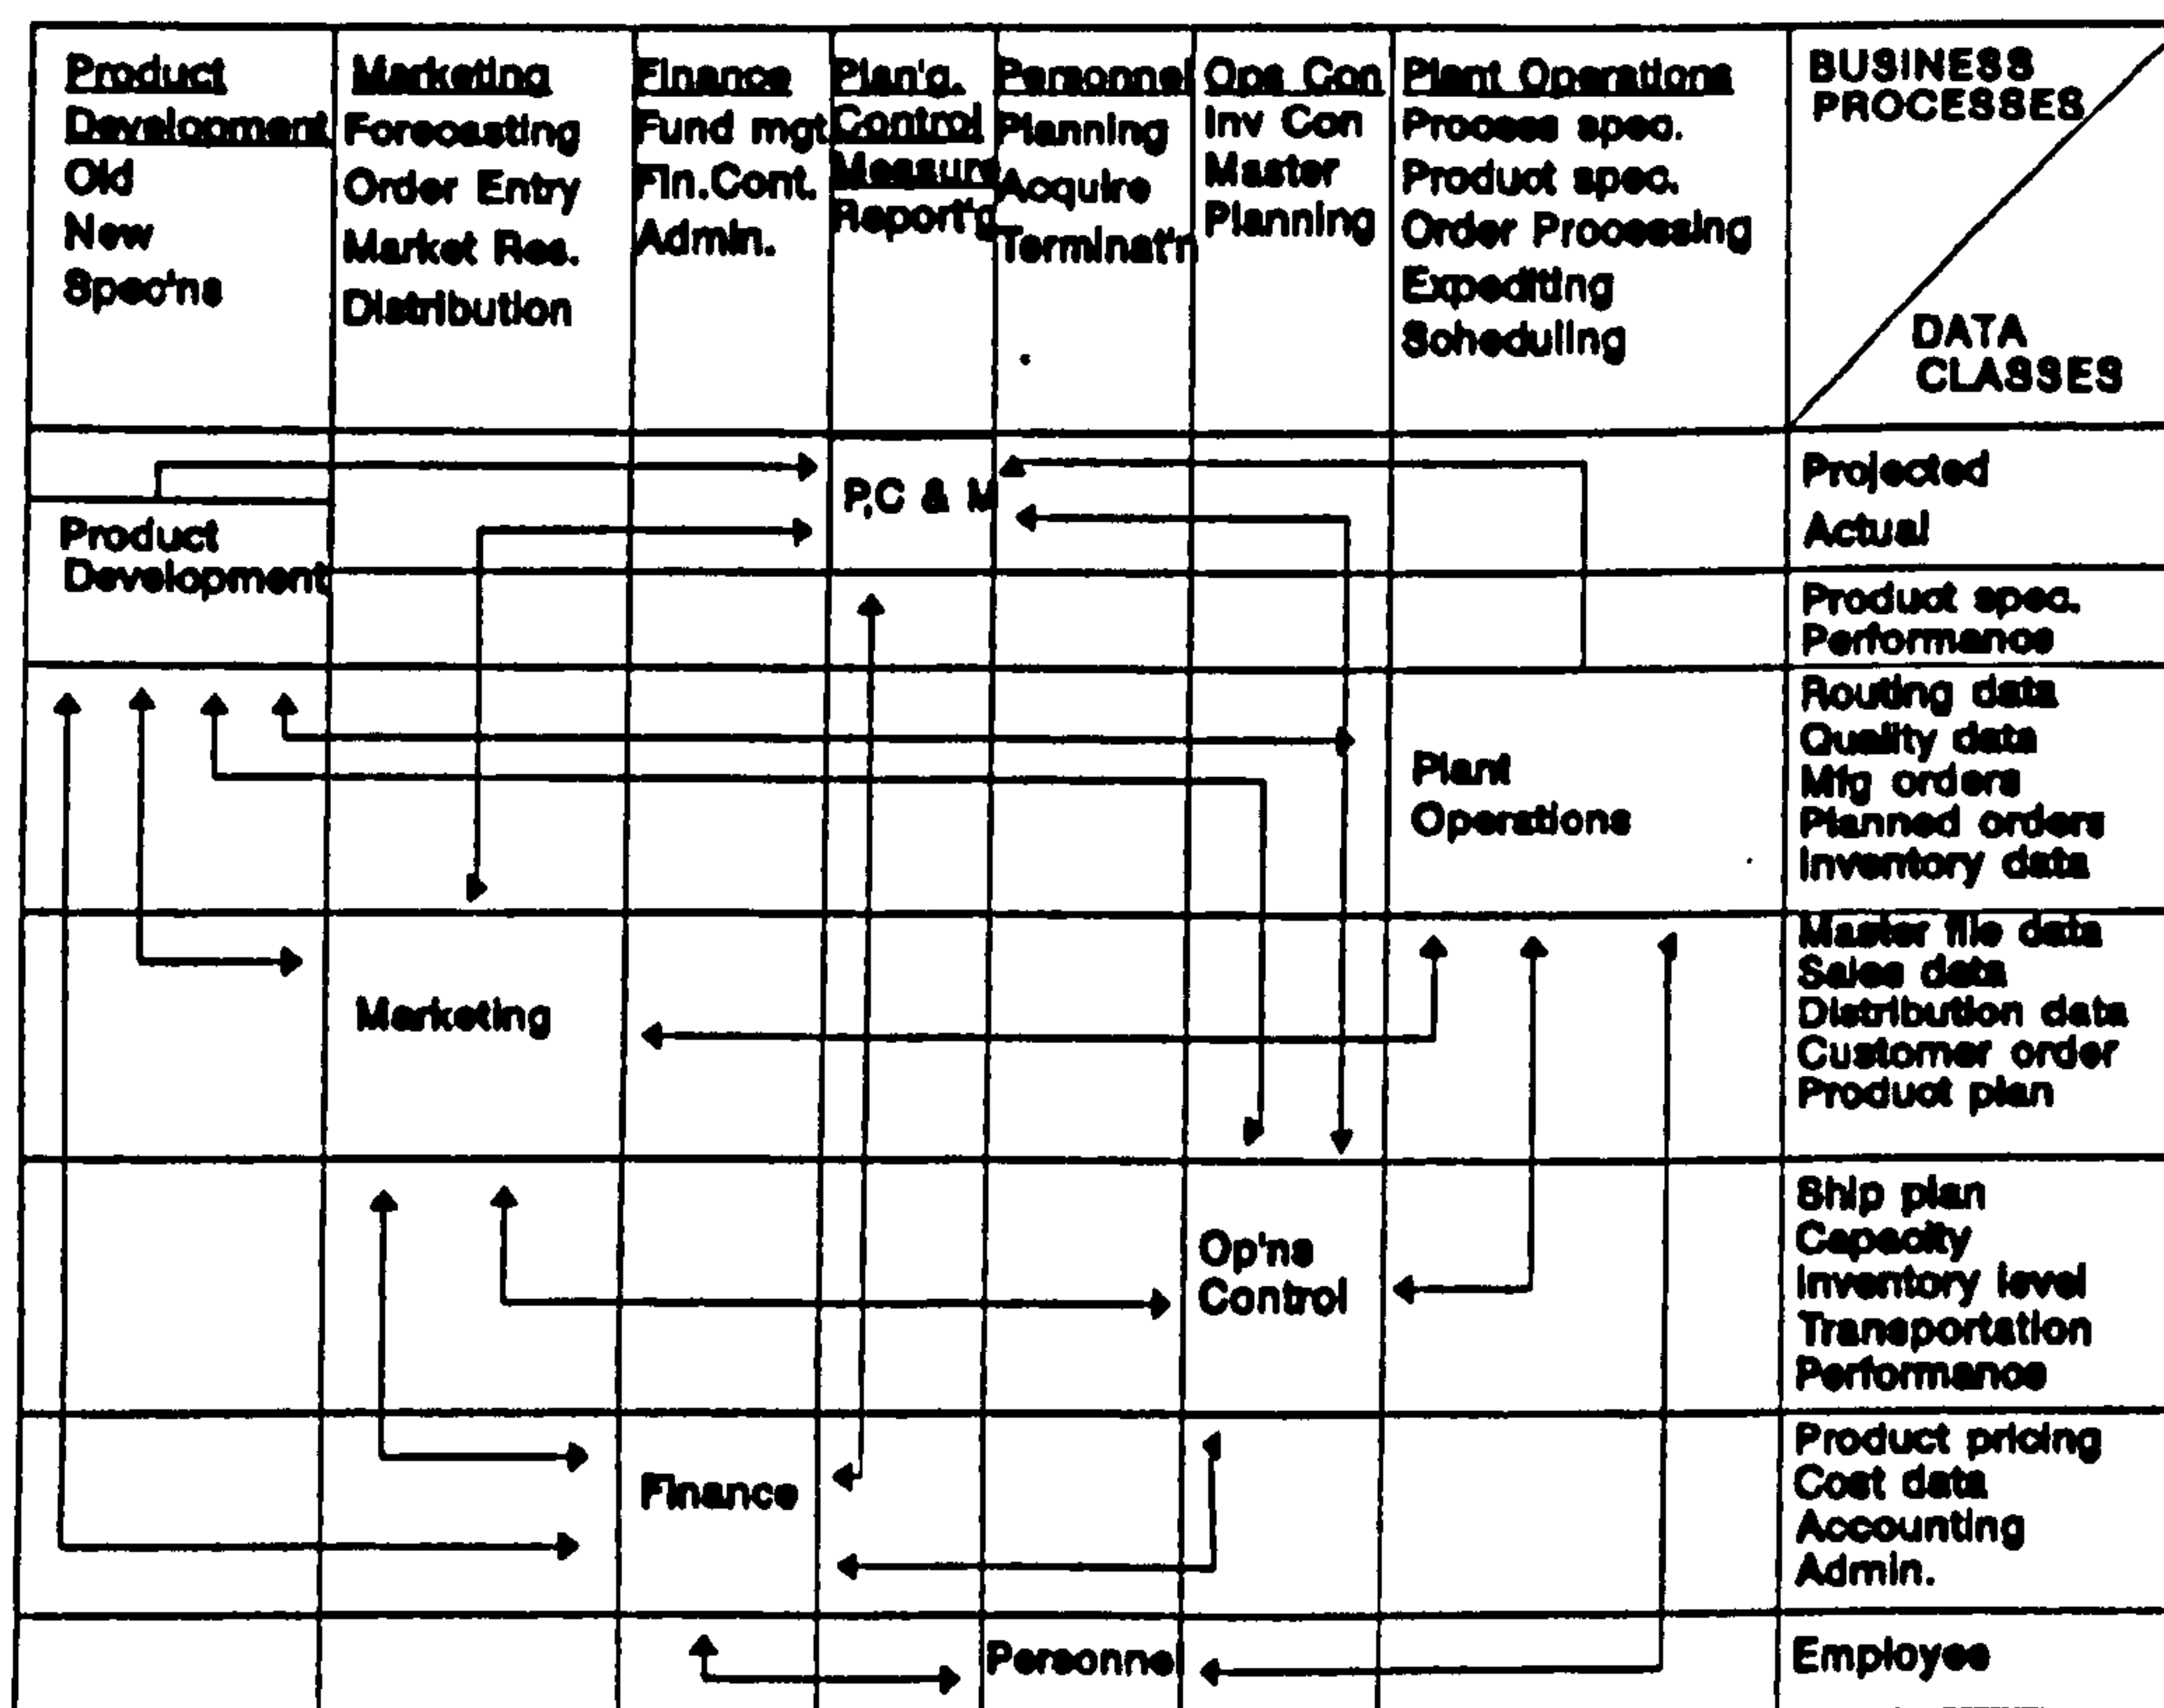 Product
Development
Old
New
Spec'ns
Marketing
Forecasting
Order Entry
Market Res.
Distribution
Finance
Fund mgt
Fin.Cont.
Admin.
Plan'g.
Control
Measure
Report'g
Personnel
Planning
Acquire
Terminat'n
Ops Con
Inv Con
Master
Planning
Plant Operations
Process spec.
Product spec.
Order Processing
Expediting
Scheduling
BUSINESS
PROCESSES
DATA
CLASSES
P,C & M
Projected
Actual
Product
Development
Product spec.
Performance
Plant
Operations
Routing data
Quality data
Mfg orders
Planned orders
Inventory data
Marketing
Master file data
Sales data
Distribution data
Customer order
Product plan
Op'ns
Control
Ship plan
Capacity
Inventory level
Transportation
Performance
Finance
Product pricing
Cost data
Accounting
Admin.
Personnel
Employee